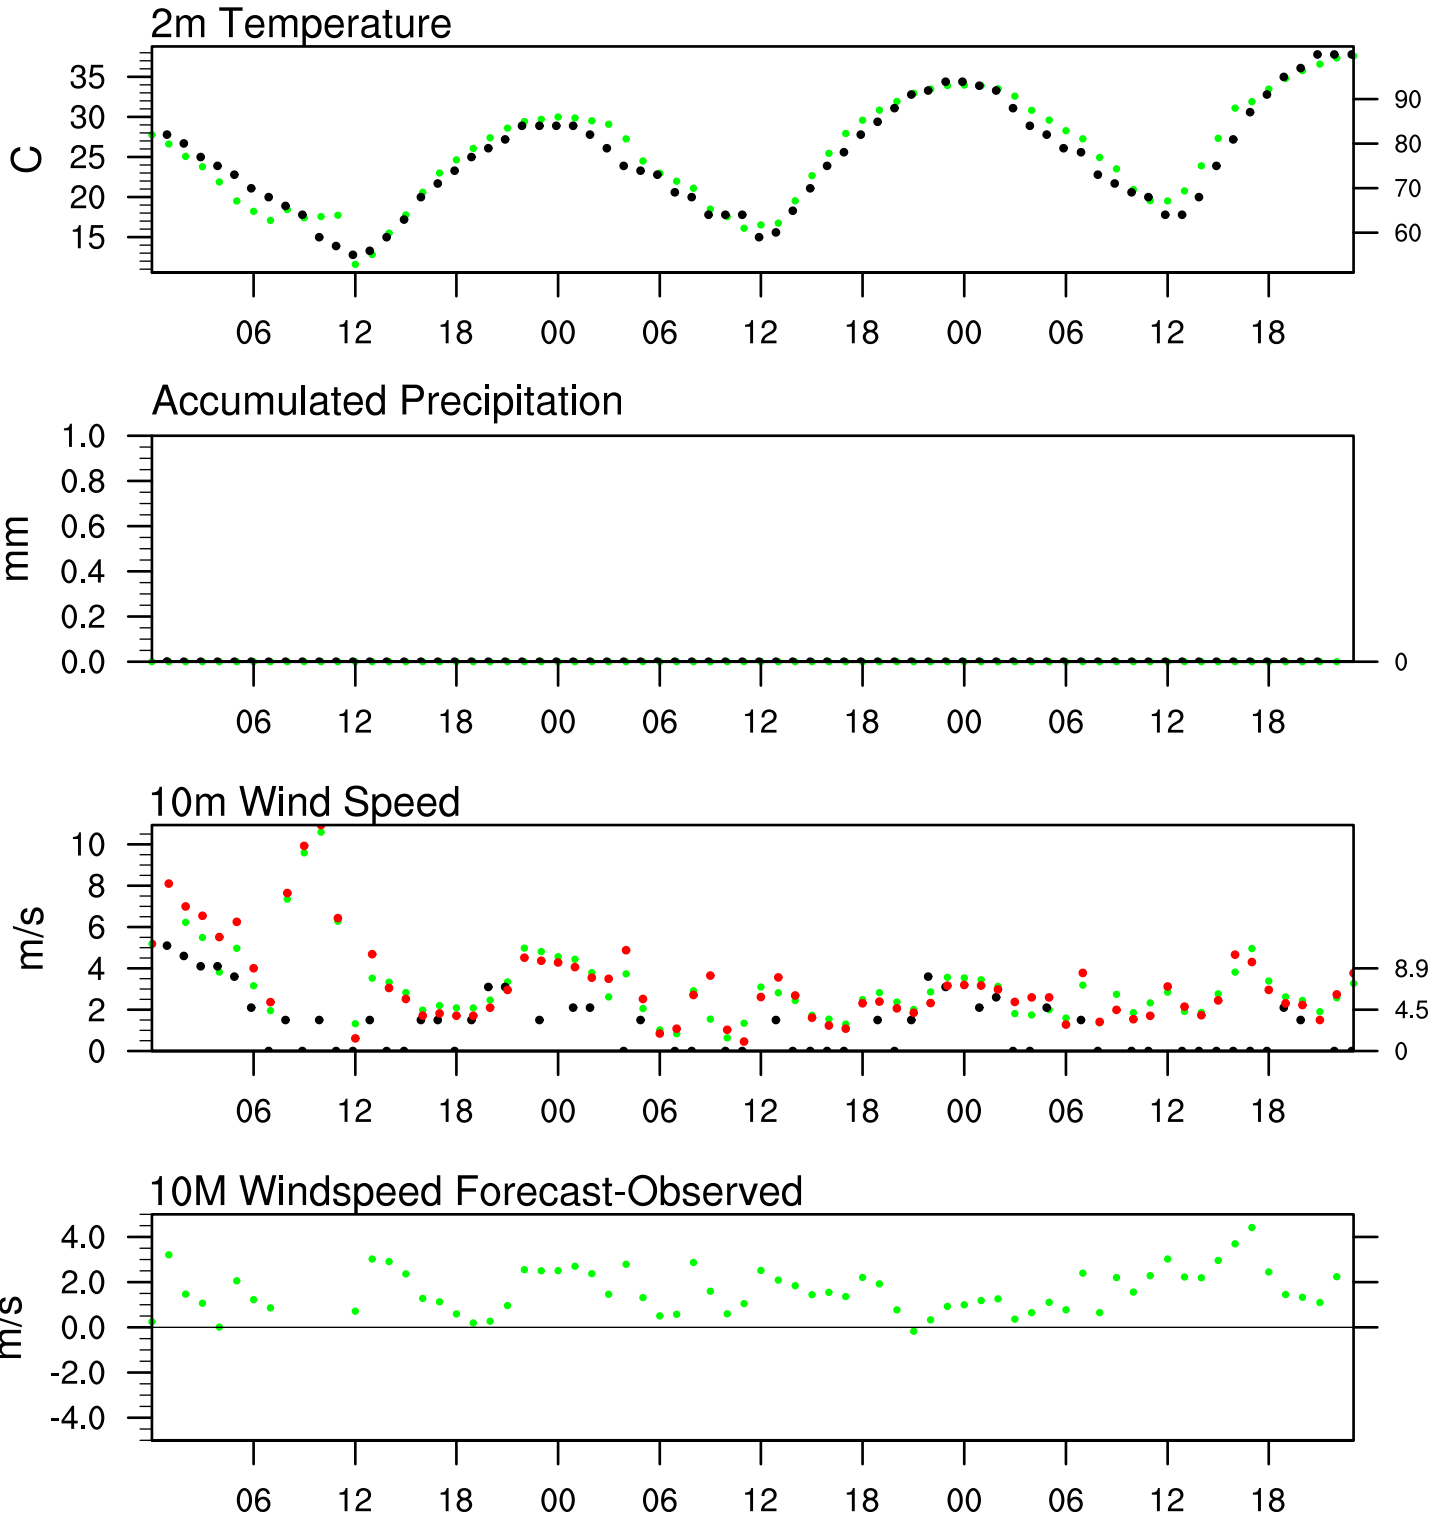 2m Temperature
35
30
25
20
15
C
90
80
70
60
06 12 18 00 06 12 18 00 06 12 18
Accumulated Precipitation
1.0
0.8
0.6
0.4
0.2
0.0
mm
0
06 12 18 00 06 12 18 00 06 12 18
10m Wind Speed
10
8
6
4
2
0
m/s
8.9
4.5
0
06 12 18 00 06 12 18 00 06 12 18
10M Windspeed Forecast-Observed
4.0
2.0
0.0
-2.0
-4.0
m/s
06 12 18 00 06 12 18 00 06 12 18